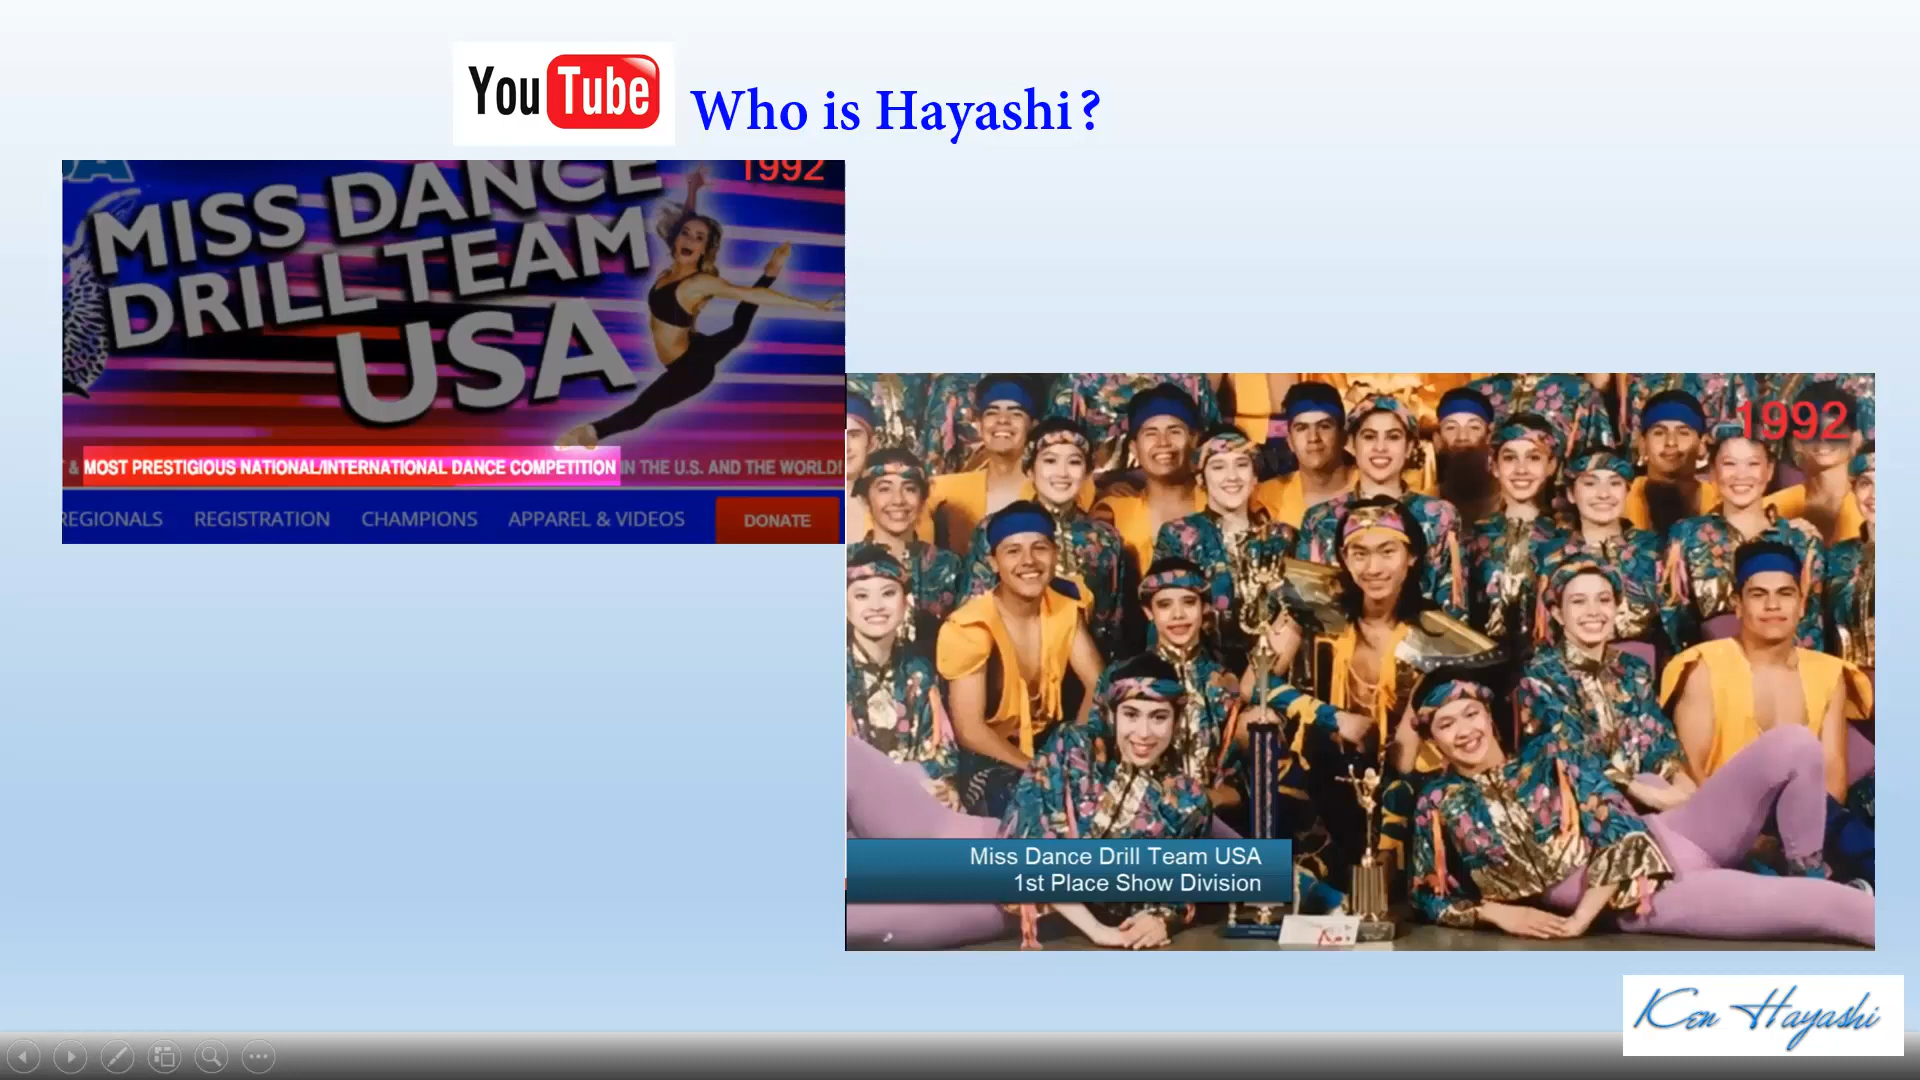 YouTube
Who is Hayashi?
1992
MISS DANCE
DRILL TEAM
USA
& MOST PRESTIGIOUS NATIONAL/INTERNATIONAL DANCE COMPETITION IN THE U.S. AND THE WORLD!
REGIONALS REGISTRATION CHAMPIONS APPAREL & VIDEOS DONATE
1992
Miss Dance Drill Team USA
1st Place Show Division
Ken Hayashi